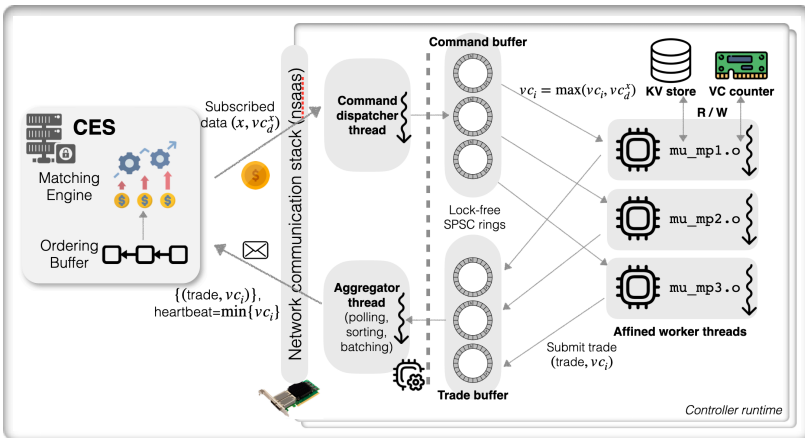 CES
Matching
Engine
Ordering
Buffer
Subscribed
data (x, vc_d^x)
{(trade, vc_i)},
heartbeat=min{vc_i}
Network communication stack (nsaas)
Command
dispatcher
thread
Aggregator
thread
(polling,
sorting,
batching)
Command buffer
Lock-free
SPSC rings
Trade buffer
vc_i = max(vc_i, vc_d^x)
KV store
VC counter
R / W
mu_mp1.o
mu_mp2.o
mu_mp3.o
Affined worker threads
Submit trade
(trade, vc_i)
Controller runtime